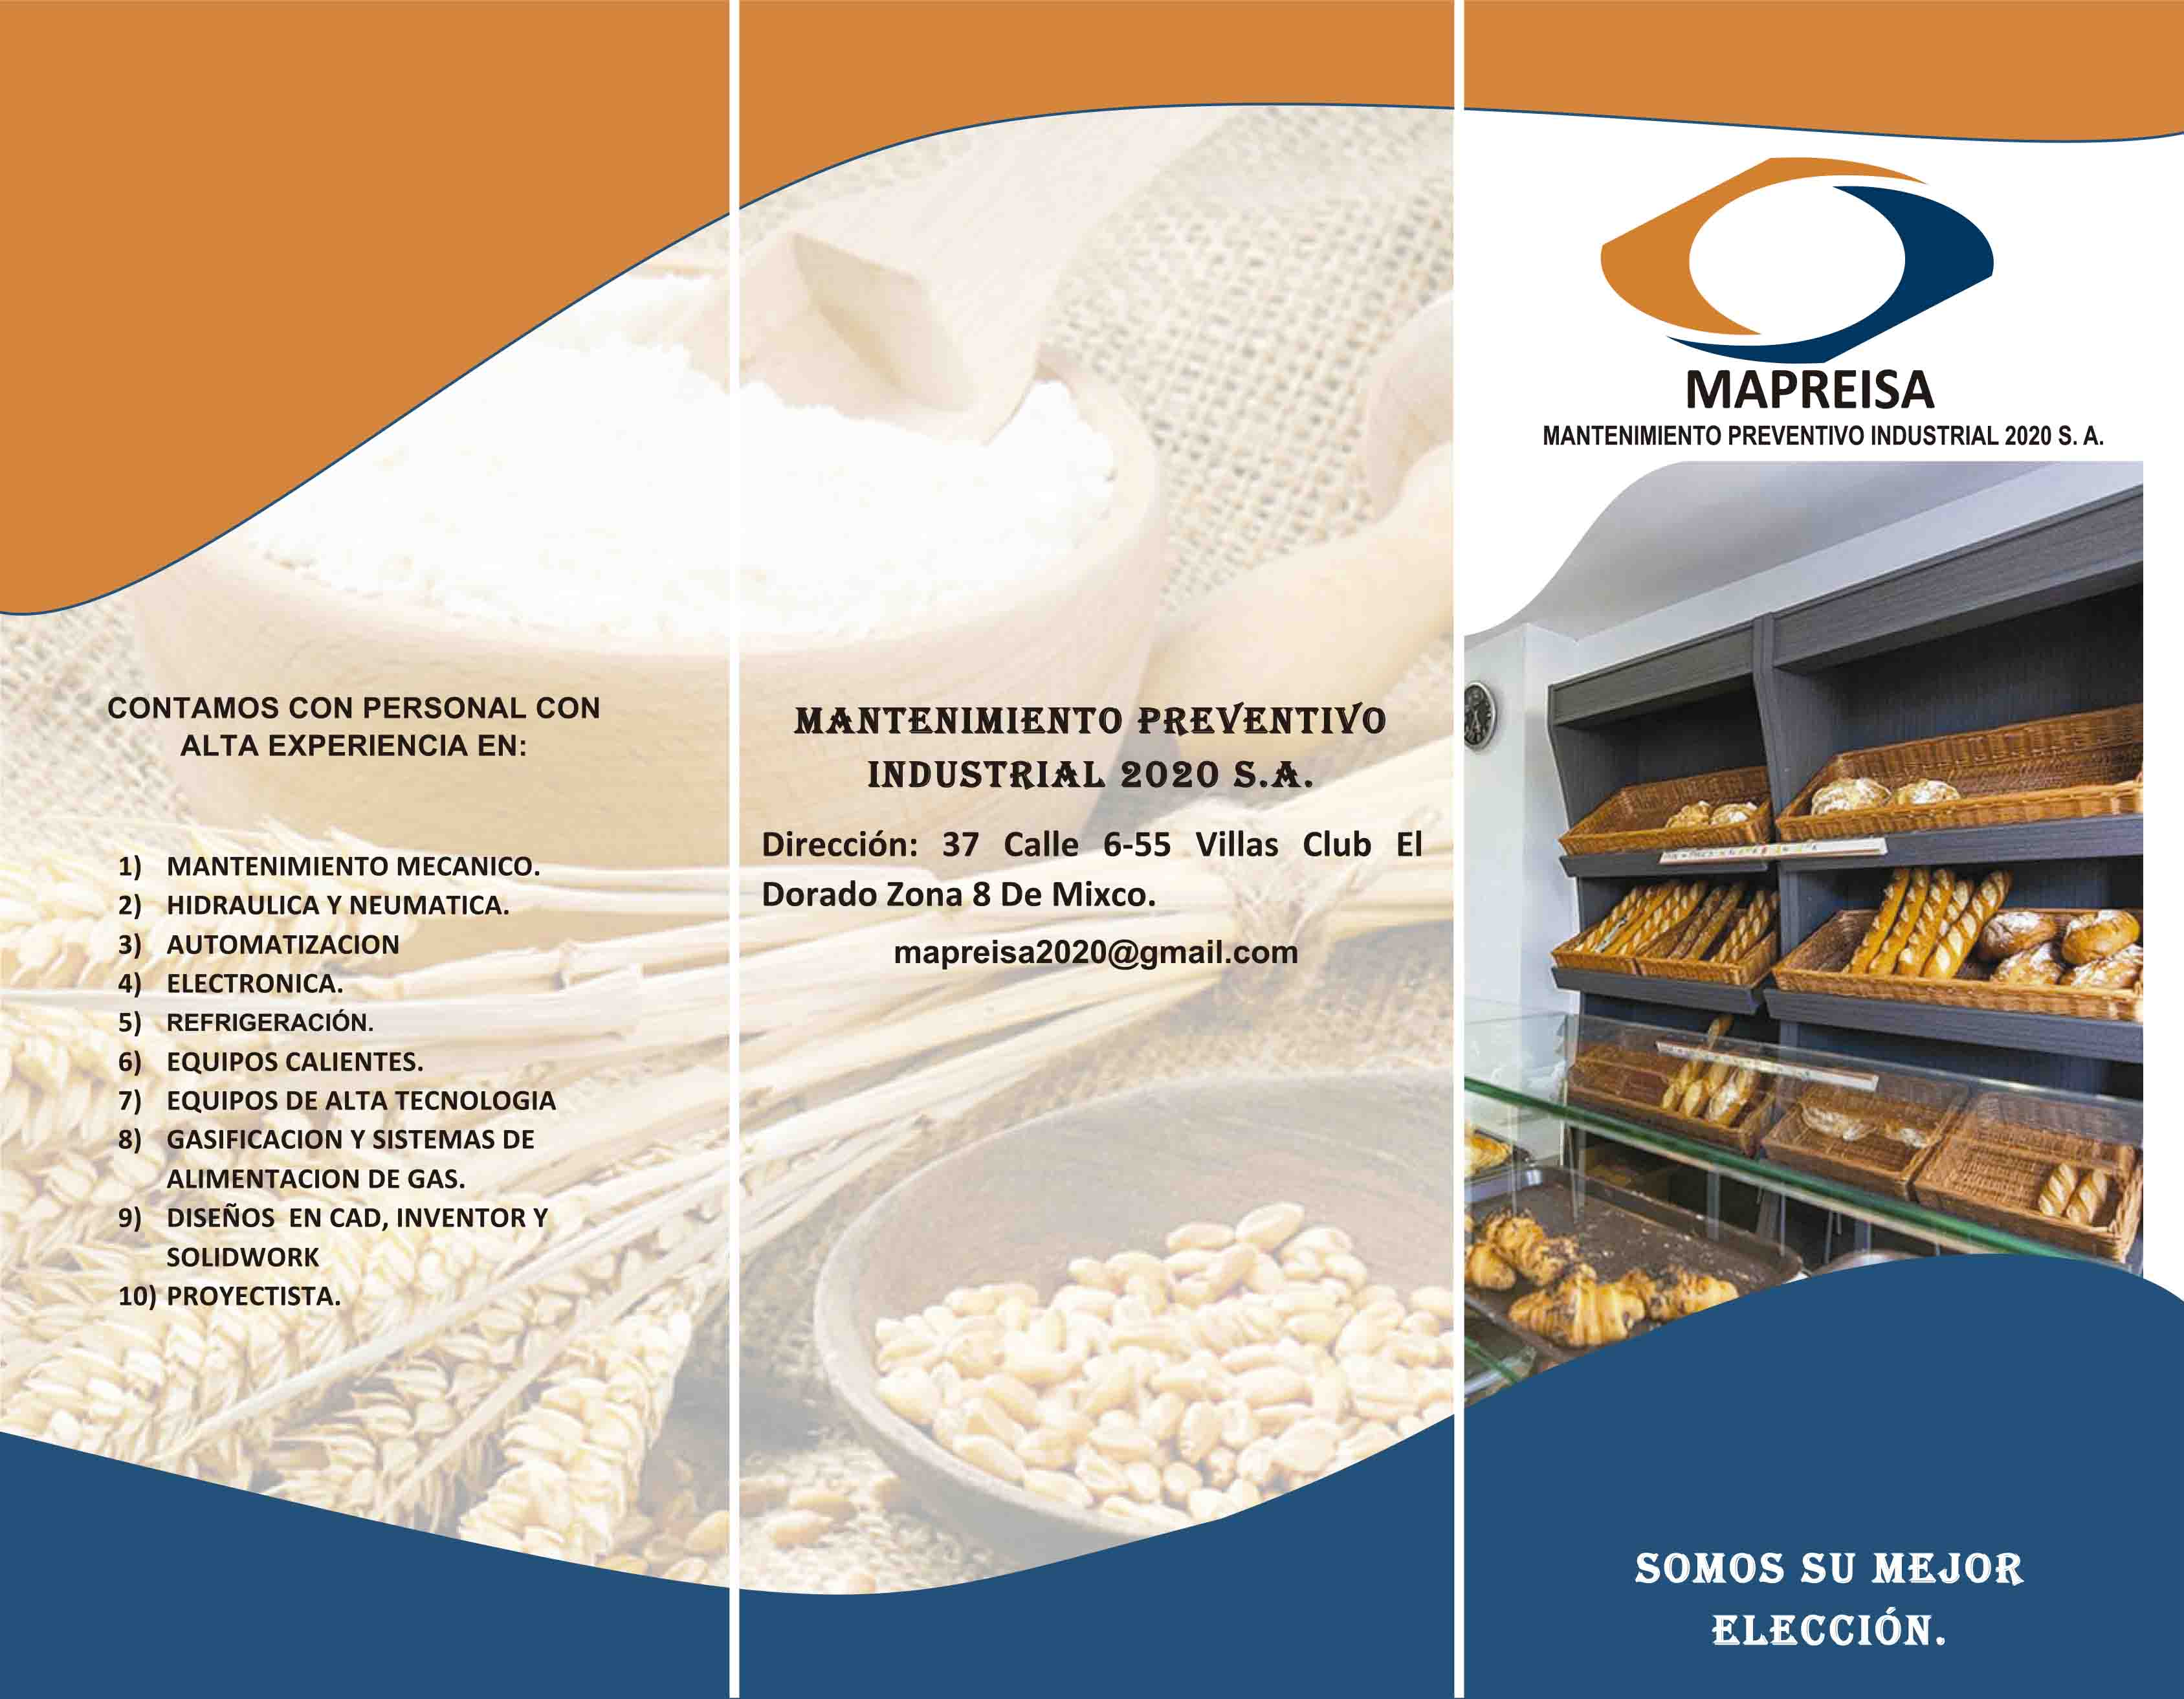 CONTAMOS CON PERSONAL CON
ALTA EXPERIENCIA EN:
1) MANTENIMIENTO MECANICO.
2) HIDRAULICA Y NEUMATICA.
3) AUTOMATIZACION
4) ELECTRONICA.
5) REFRIGERACIÓN.
6) EQUIPOS CALIENTES.
7) EQUIPOS DE ALTA TECNOLOGIA
8) GASIFICACION Y SISTEMAS DE
ALIMENTACION DE GAS.
9) DISEÑOS EN CAD, INVENTOR Y
SOLIDWORK
10) PROYECTISTA.
MANTENIMIENTO PREVENTIVO
INDUSTRIAL 2020 S.A.
Dirección: 37 Calle 6-55 Villas Club El
Dorado Zona 8 De Mixco.
mapreisa2020@gmail.com
MAPREISA
MANTENIMIENTO PREVENTIVO INDUSTRIAL 2020 S. A.
SOMOS SU MEJOR
ELECCIÓN.